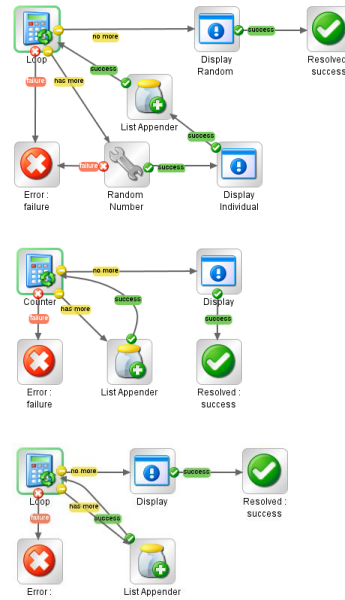 no more
success
Loop
Display
Random
Resolved :
success
failure
has more
success
List Appender
success
failure
success
Error :
failure
Random
Number
Display
Individual
no more
Counter
Display
failure
has more
success
success
Error :
failure
List Appender
Resolved :
success
no more
success
Loop
Display
Resolved :
success
failure
has more
success
Error :
List Appender